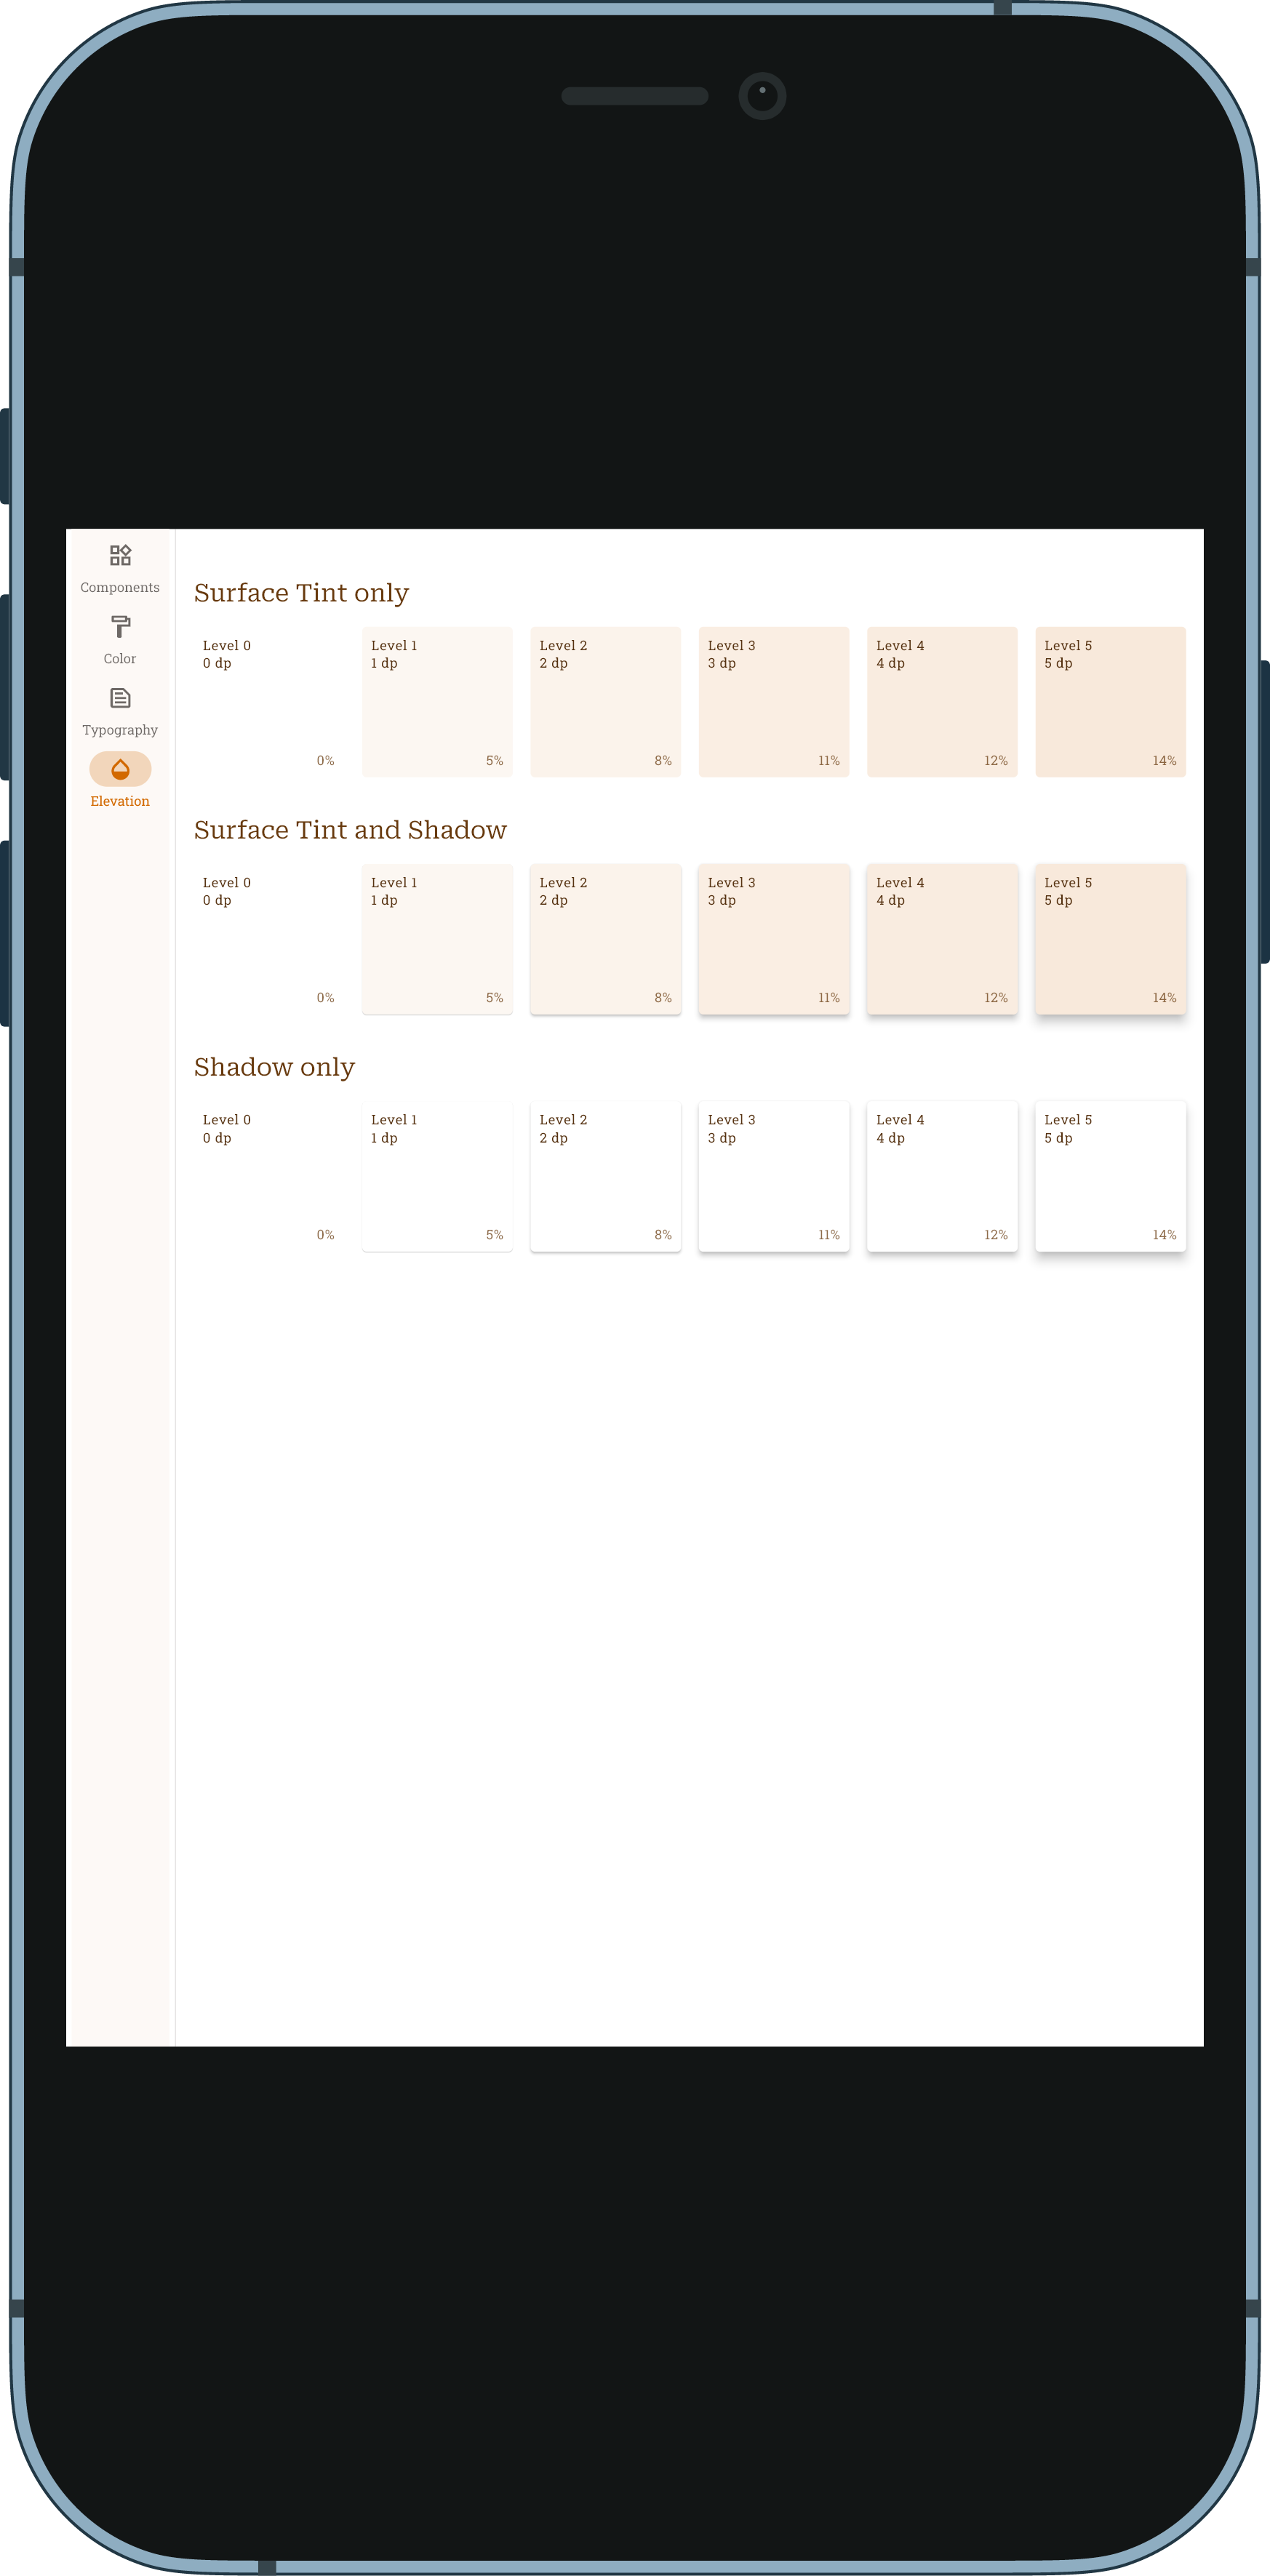 Components
Color
Typography
Elevation
Surface Tint only
Level 0
0 dp
0%
Level 1
1 dp
5%
Level 2
2 dp
8%
Level 3
3 dp
11%
Level 4
4 dp
12%
Level 5
5 dp
14%
Surface Tint and Shadow
Level 0
0 dp
0%
Level 1
1 dp
5%
Level 2
2 dp
8%
Level 3
3 dp
11%
Level 4
4 dp
12%
Level 5
5 dp
14%
Shadow only
Level 0
0 dp
0%
Level 1
1 dp
5%
Level 2
2 dp
8%
Level 3
3 dp
11%
Level 4
4 dp
12%
Level 5
5 dp
14%